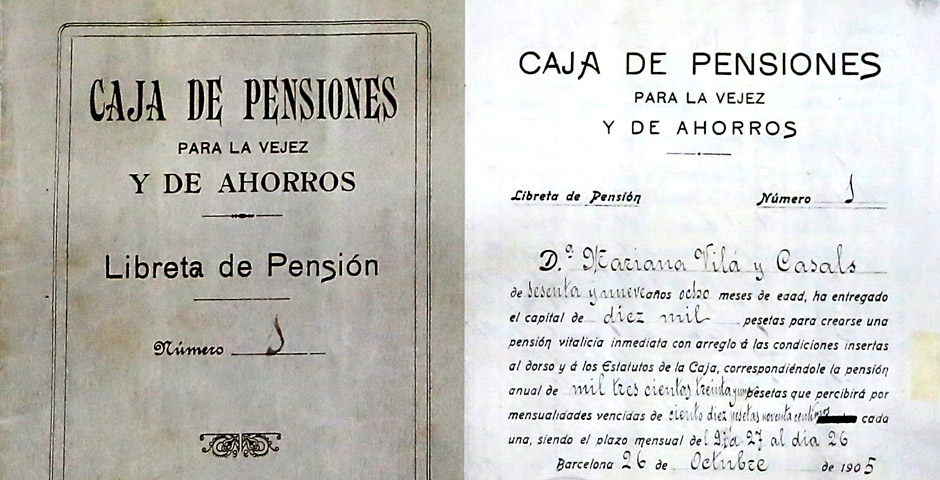 CAJA DE PENSIONES
PARA LA VEJEZ
Y DE AHORROS
Libreta de Pensión
Número 1
CAJA DE PENSIONES
PARA LA VEJEZ
Y DE AHORROS
Libreta de Pensión Número 1
D.ª Mariana Vilá y Casals
de sesenta y nueve años ocho meses de edad, ha entregado
el capital de diez mil pesetas para crearse una
pensión vitalicia inmediata con arreglo á las condiciones insertas
al dorso y á los Estatutos de la Caja, correspondiéndole la pensión
anual de mil tres cientas treinta y una pesetas que percibirá por
mensualidades vencidas de ciento diez pesetas noventa cada
una, siendo el plazo mensual del día 27 al día 26
Barcelona 26 de Octubre de 1905